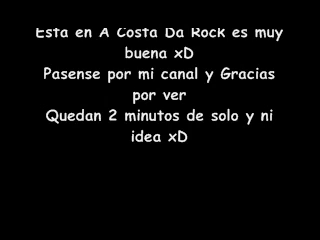 Esta en A Costa Da Rock es muy
buena xD
Pasense por mi canal y Gracias
por ver
Quedan 2 minutos de solo y ni
idea xD